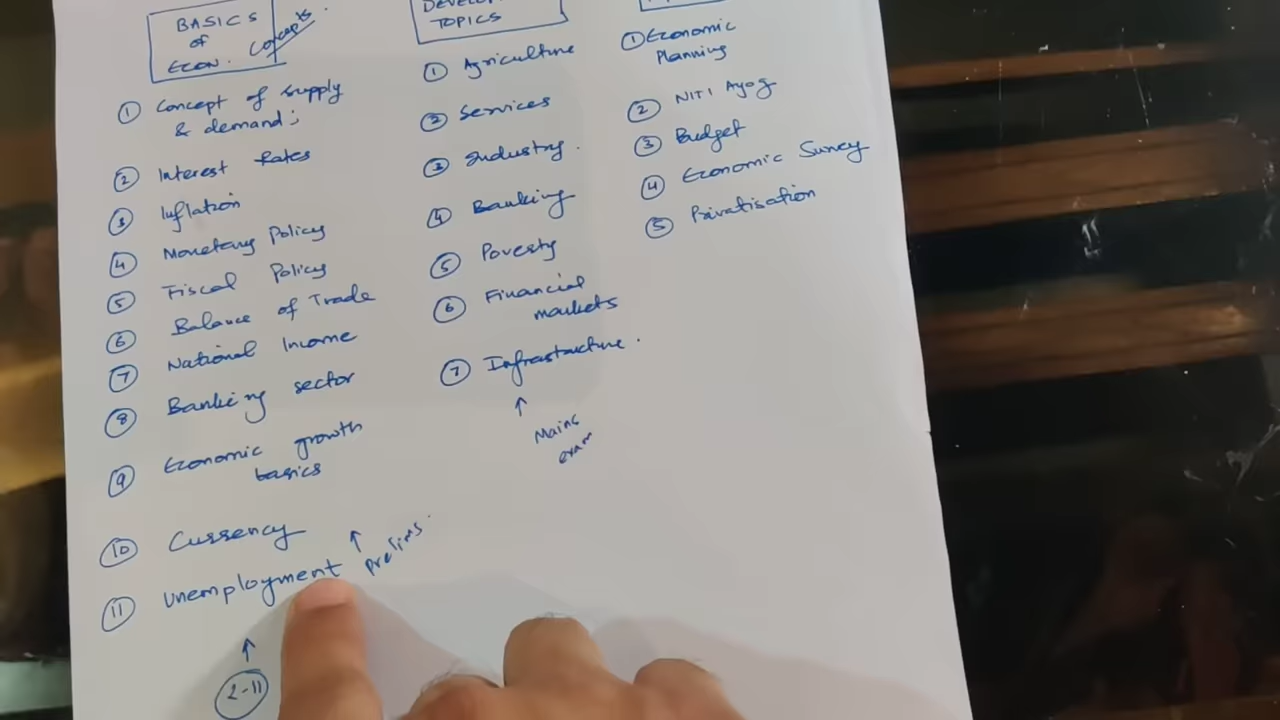 BASICS
of
ECON. Concepts.
① Concept of supply
& demand;
② Interest Rates
③ Inflation
④ Monetary Policy
⑤ Fiscal Policy
⑥ Balance of Trade
⑦ National Income
⑧ Banking sector
⑨ Economic growth
basics
⑩ Currency
↑
prelims.
⑪ Unemployment
↑
2-11
TOPICS
① Agriculture
② Services
③ Industry.
④ Banking
⑤ Poverty
⑥ Financial
markets
⑦ Infrastructure.
↑
Mains
exam
① Economic
Planning
② NITI Ayog
③ Budget
④ Economic Survey
⑤ Privatisation